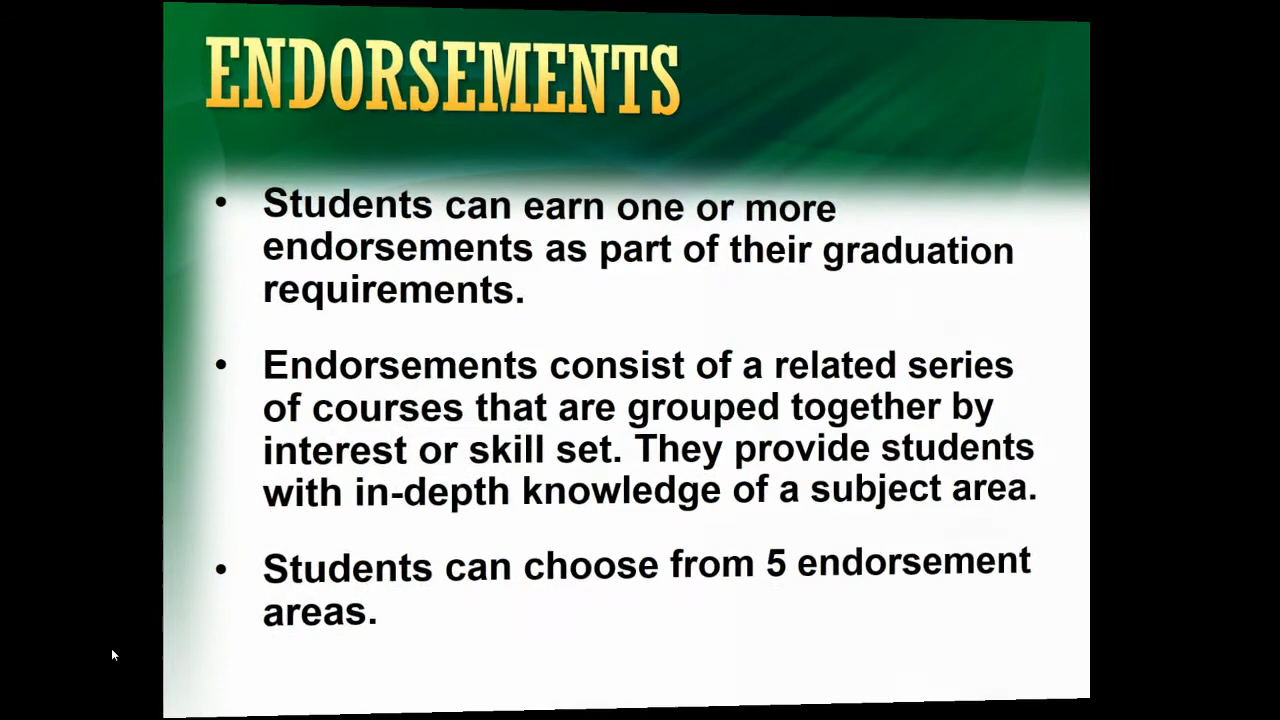 ENDORSEMENTS
• Students can earn one or more
endorsements as part of their graduation
requirements.
• Endorsements consist of a related series
of courses that are grouped together by
interest or skill set. They provide students
with in-depth knowledge of a subject area.
• Students can choose from 5 endorsement
areas.